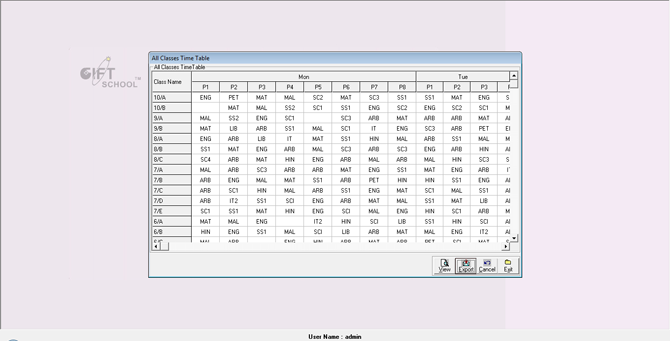 All Classes Time Table
All Classes TimeTable
GIFT
SCHOOL™
Class Name Mon Tue
P1 P2 P3 P4 P5 P6 P7 P8 P1 P2 P3
10/A ENG PET MAT MAL SC2 MAT SC3 SS1 SS1 MAT ENG S
10/B MAT MAL SS2 SC1 SS1 ENG SC2 ENG SC2 SC1 M
9/A MAL SS2 ENG SC1 SC3 MAT ARB ARB MAT
9/B MAT LIB ARB SS1 MAL SC1 IT ENG SC3 ARB PET
8/A ENG ARB LIB IT MAT SS1 HIN MAL ARB MAL SS1
8/B SS1 MAT ENG ARB MAL SC3 ARB SC3 ENG ARB HIN
8/C SC4 ARB MAT HIN ENG ARB MAL ARB MAL HIN SC3 S
7/A MAL ARB SC3 ARB ARB MAT ENG SS1 MAT ENG ARB
7/B ARB ENG MAL MAT SS1 ARB PET HIN HIN SS1 ENG
7/C ARB SC1 HIN MAL ARB SS1 ENG MAT SC1 MAL SS1
7/D ARB IT2 SS1 ARB ENG SCI MAL ARB SS1 MAT LIB
7/E SC1 SS1 MAT HIN ENG SCI MAL ENG HIN SC1 ARB M
6/A MAT MAL ENG IT2 HIN SCI LIB SS1 HIN SCI
6/B HIN ENG SS1 MAL SCI LIB ARB MAT MAL ENG IT2
View Export Cancel Exit
User Name : admin